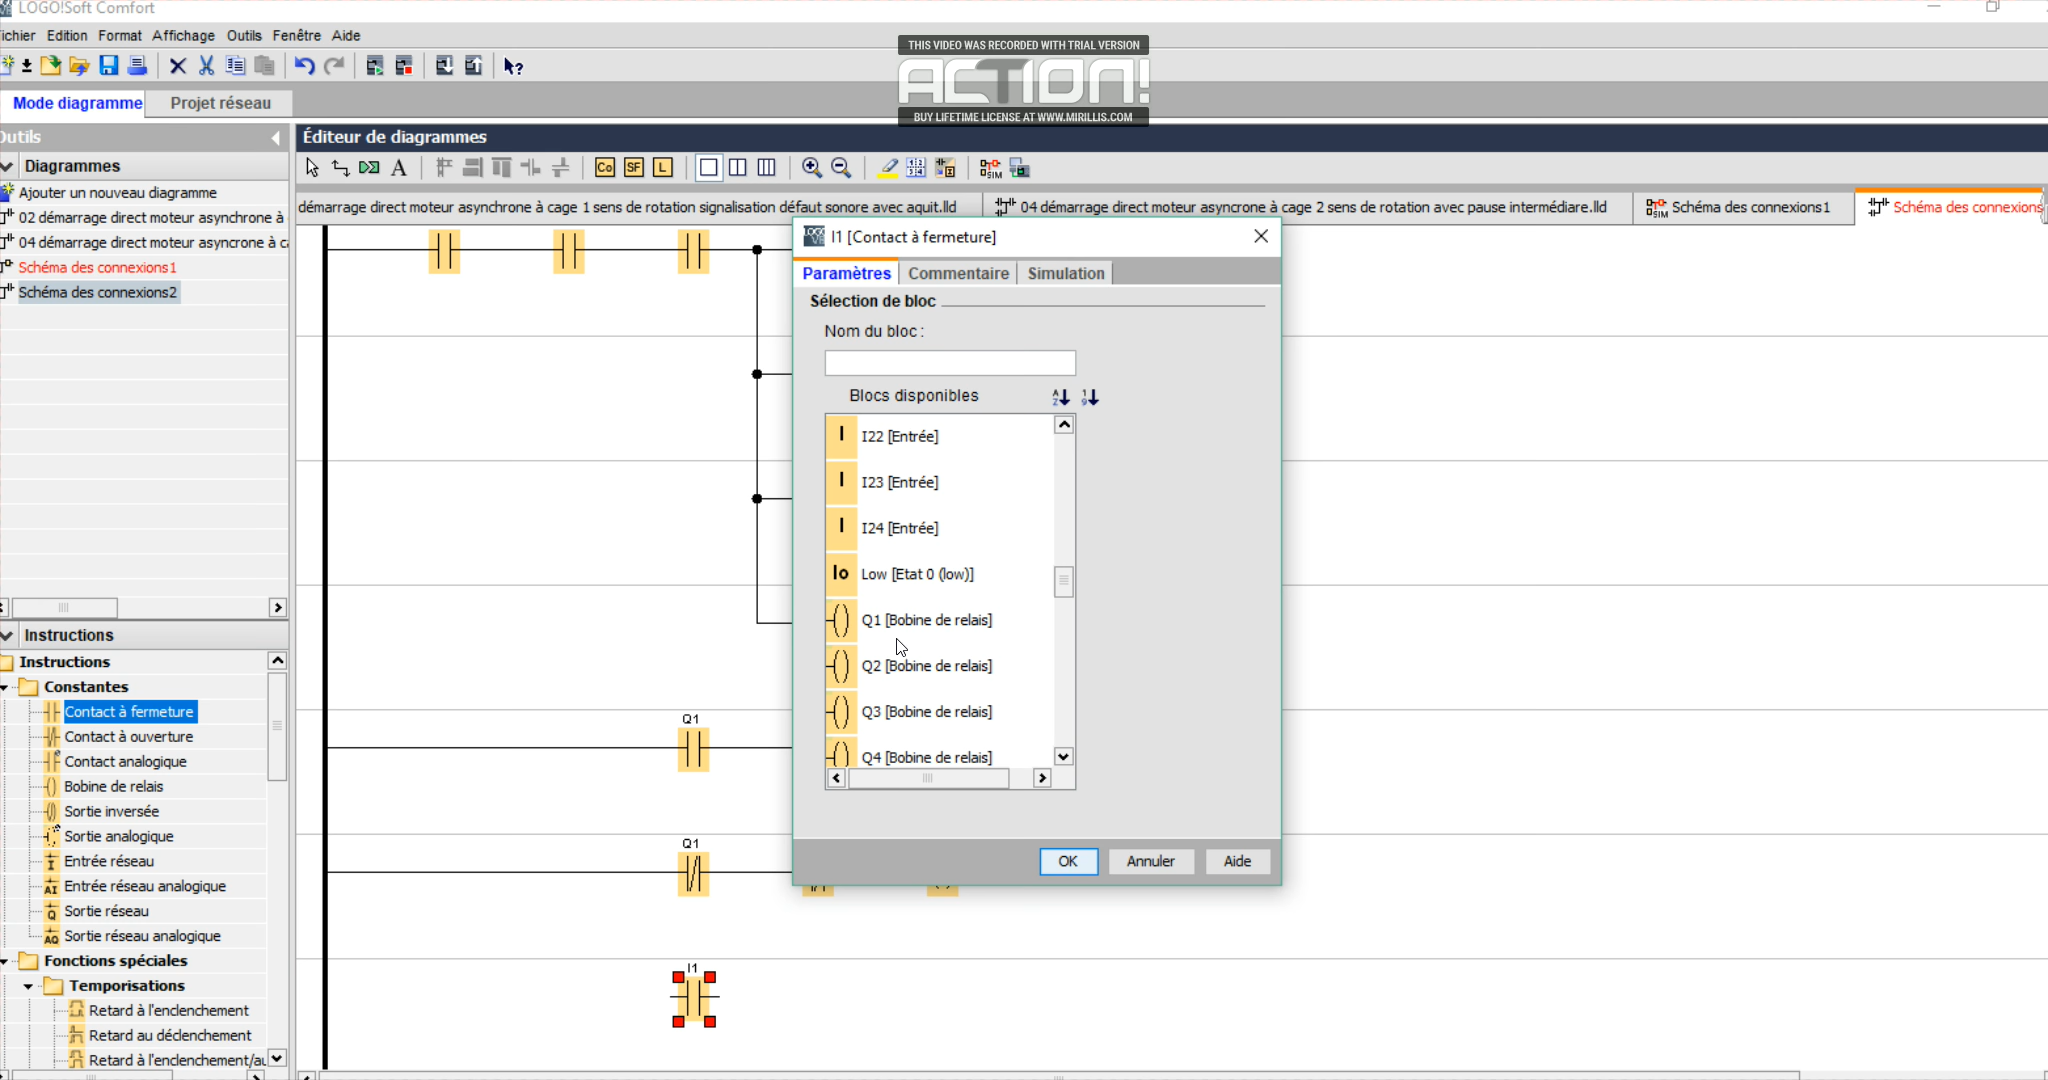 LOGO!Soft Comfort
ichier Edition Format Affichage Outils Fenêtre Aide
THIS VIDEO WAS RECORDED WITH TRIAL VERSION
ACTION!
BUY LIFETIME LICENSE AT WWW.MIRILLIS.COM
Mode diagramme Projet réseau
Outils
Éditeur de diagrammes
Diagrammes
Ajouter un nouveau diagramme
02 démarrage direct moteur asynchrone à
04 démarrage direct moteur asyncrone à ca
Schéma des connexions1
Schéma des connexions2
Co SF L
démarrage direct moteur asynchrone à cage 1 sens de rotation signalisation défaut sonore avec aquit.lld
04 démarrage direct moteur asyncrone à cage 2 sens de rotation avec pause intermédiare.lld
Schéma des connexions1
Schéma des connexions
I1 [Contact à fermeture]
Paramètres Commentaire Simulation
Sélection de bloc
Nom du bloc :
Blocs disponibles
I I22 [Entrée]
I I23 [Entrée]
I I24 [Entrée]
lo Low [Etat 0 (low)]
Q1 [Bobine de relais]
Q2 [Bobine de relais]
Q3 [Bobine de relais]
Q4 [Bobine de relais]
OK Annuler Aide
Q1
Q1
I1
Instructions
Instructions
Constantes
Contact à fermeture
Contact à ouverture
Contact analogique
Bobine de relais
Sortie inversée
Sortie analogique
Entrée réseau
AI Entrée réseau analogique
Sortie réseau
AQ Sortie réseau analogique
Fonctions spéciales
Temporisations
Retard à l'enclenchement
Retard au déclenchement
Retard à l'enclenchement/au